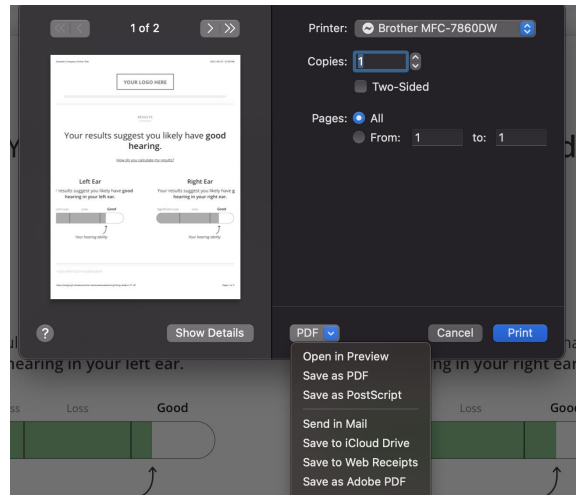 1 of 2
YOUR LOGO HERE
RESULTS
Your results suggest you likely have good
hearing.
How do you calculate my results?
Left Ear
results suggest you likely have good
hearing in your left ear.
Loss
Good
Your hearing ability
Right Ear
Your results suggest you likely have g
hearing in your right ear.
Loss
Good
Your hearing ability
?
Show Details
Printer:
Brother MFC-7860DW
Copies:
1
Two-Sided
Pages:
All
From: 1 to: 1
PDF
Cancel
Print
Open in Preview
Save as PDF
Save as PostScript
Send in Mail
Save to iCloud Drive
Save to Web Receipts
Save as Adobe PDF
hearing in your left ear.
ng in your right ear
ss
Loss
Good
Loss
Goo